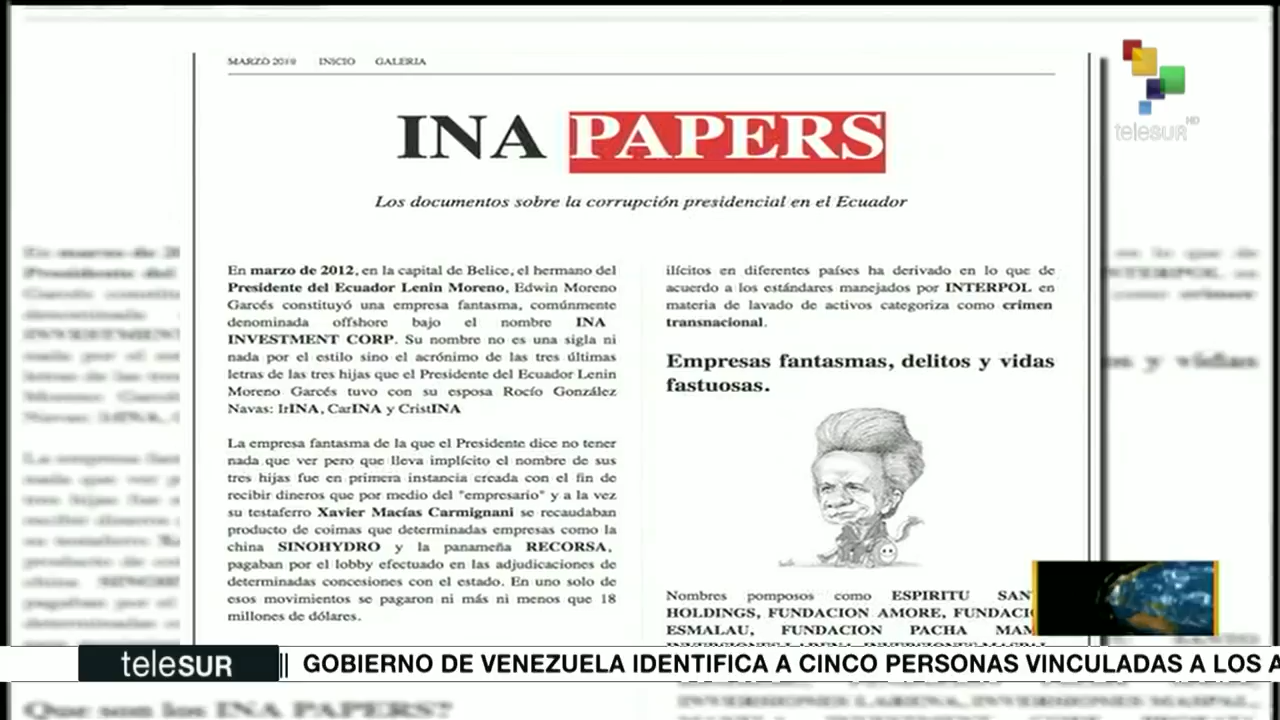 MARZO 2019 INICIO GALERIA
telesur HD
INA PAPERS
Los documentos sobre la corrupción presidencial en el Ecuador
En marzo de 2012, en la capital de Belice, el hermano del
Presidente del Ecuador Lenin Moreno, Edwin Moreno
Garcés constituyó una empresa fantasma, comúnmente
denominada offshore bajo el nombre INA
INVESTMENT CORP. Su nombre no es una sigla ni
nada por el estilo sino el acrónimo de las tres últimas
letras de las tres hijas que el Presidente del Ecuador Lenin
Moreno Garcés tuvo con su esposa Rocío González
Navas: IrINA, CarINA y CristINA
La empresa fantasma de la que el Presidente dice no tener
nada que ver pero que lleva implícito el nombre de sus
tres hijas fue en primera instancia creada con el fin de
recibir dineros que por medio del "empresario" y a la vez
su testaferro Xavier Macías Carmignani se recaudaban
producto de coimas que determinadas empresas como la
china SINOHYDRO y la panameña RECORSA,
pagaban por el lobby efectuado en las adjudicaciones de
determinadas concesiones con el estado. En uno solo de
esos movimientos se pagaron ni más ni menos que 18
millones de dólares.
ilícitos en diferentes países ha derivado en lo que de
acuerdo a los estándares manejados por INTERPOL en
materia de lavado de activos categoriza como crimen
transnacional.
Empresas fantasmas, delitos y vidas
fastuosas.
Nombres pomposos como ESPIRITU SAN
HOLDINGS, FUNDACION AMORE, FUNDACI
ESMALAU, FUNDACION PACHA MAM
teleSUR GOBIERNO DE VENEZUELA IDENTIFICA A CINCO PERSONAS VINCULADAS A LOS A
Que son los INA PAPERS?